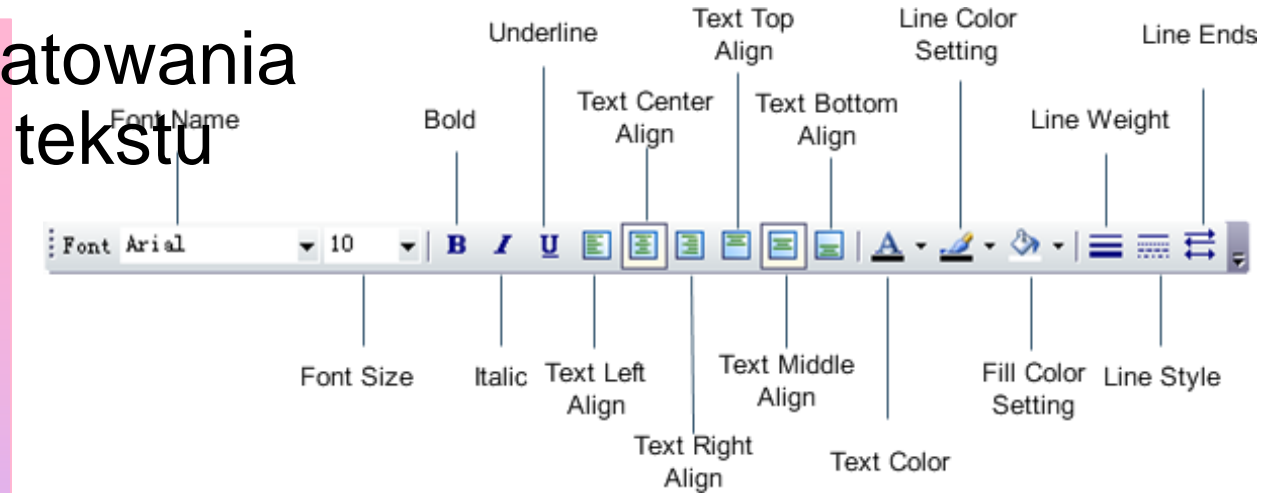 atowania
tekstu
Font Name
Bold
Underline
Text Center
Align
Text Top
Align
Text Bottom
Align
Line Color
Setting
Line Weight
Line Ends
Font Arial 10 B I U A
Font Size
Italic
Text Left
Align
Text Right
Align
Text Middle
Align
Text Color
Fill Color
Setting
Line Style